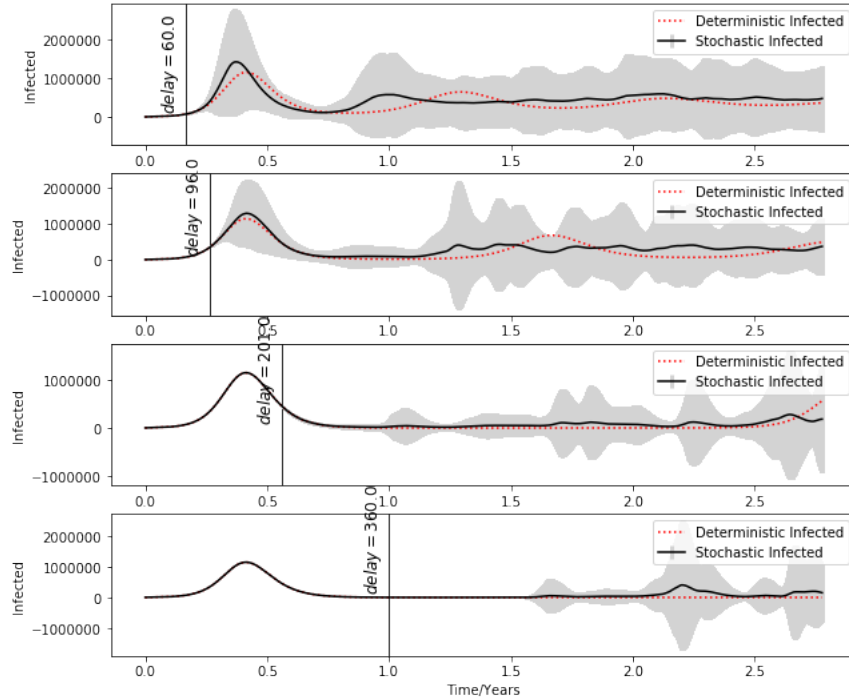 Deterministic Infected
Stochastic Infected
2000000
1000000
0
Infected
delay = 60.0
0.0 0.5 1.0 1.5 2.0 2.5
Deterministic Infected
Stochastic Infected
2000000
1000000
0
−1000000
Infected
delay = 96.0
0.0 0.5 1.0 1.5 2.0 2.5
Deterministic Infected
Stochastic Infected
1000000
0
−1000000
Infected
delay = 201.0
0.0 0.5 1.0 1.5 2.0 2.5
Deterministic Infected
Stochastic Infected
2000000
1000000
0
−1000000
Infected
delay = 360.0
0.0 0.5 1.0 1.5 2.0 2.5
Time/Years